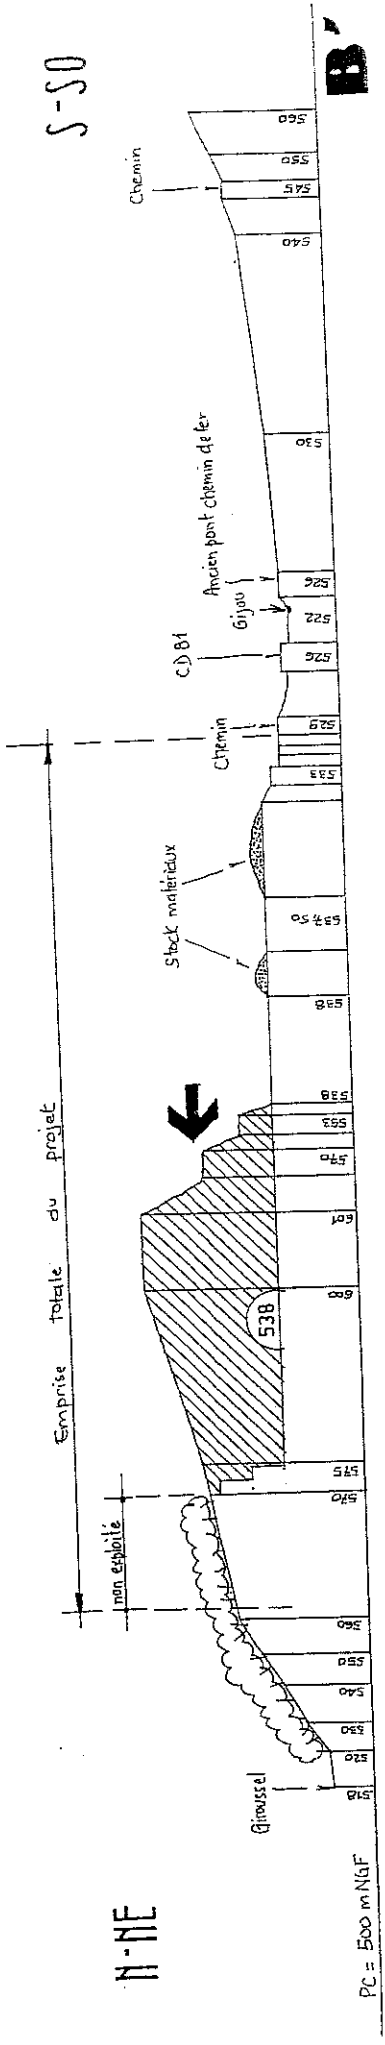 N-NE
S-SO
Emprise totale du projet
non exploité
Giroussel
Stock matériaux
Chemin
CD 81
Gijou
Ancien pont chemin de fer
Chemin
538
PC = 500 m NGF
518
520
530
540
550
560
570
575
600
601
570
553
538
538
537.50
533
529
526
522
526
530
540
545
550
560
B'